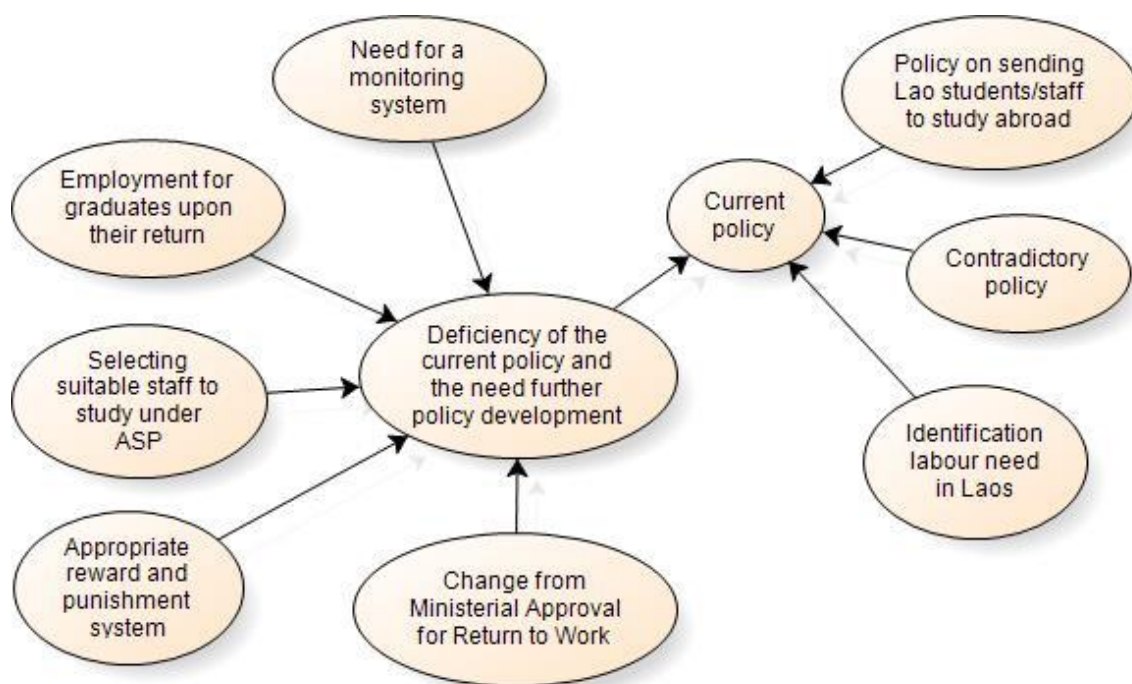 Need for a
monitoring
system
Policy on sending
Lao students/staff
to study abroad
Employment for
graduates upon
their return
Current
policy
Contradictory
policy
Deficiency of the
current policy and
the need further
policy development
Selecting
suitable staff to
study under
ASP
Identification
labour need
in Laos
Appropriate
reward and
punishment
system
Change from
Ministerial Approval
for Return to Work